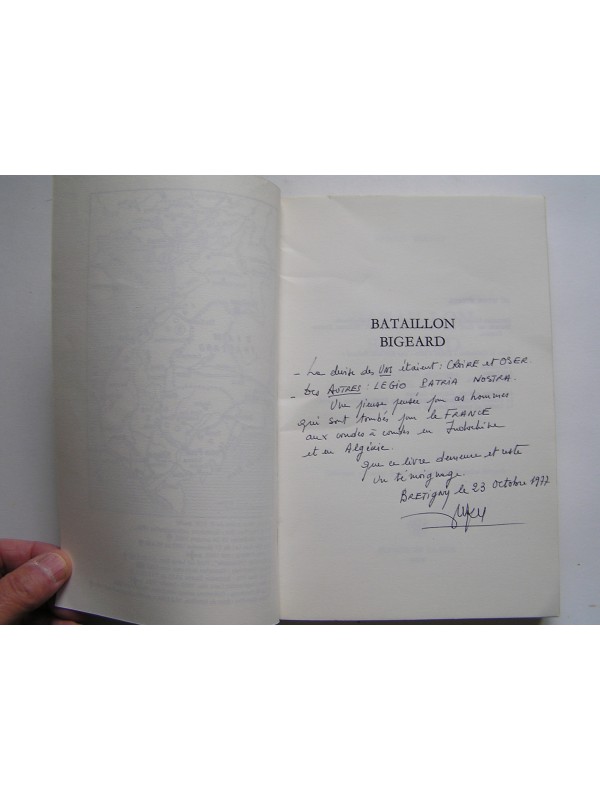 BATAILLON
BIGEARD
- La devise des Uns étaient : CROIRE et OSER
- Des AUTRES : LEGIO PATRIA NOSTRA.
Une pieuse pensée pour ces hommes
qui sont tombés pour la FRANCE
aux coudes à coudes en Indochine
et en Algérie.
que ce livre demeure et reste
un témoignage.
BRETIGNY le 23 Octobre 1977